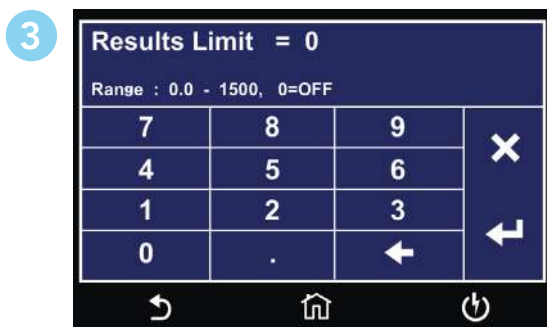 3
Results Limit = 0
Range : 0.0 - 1500, 0=OFF
7 8 9
4 5 6
1 2 3
0 .